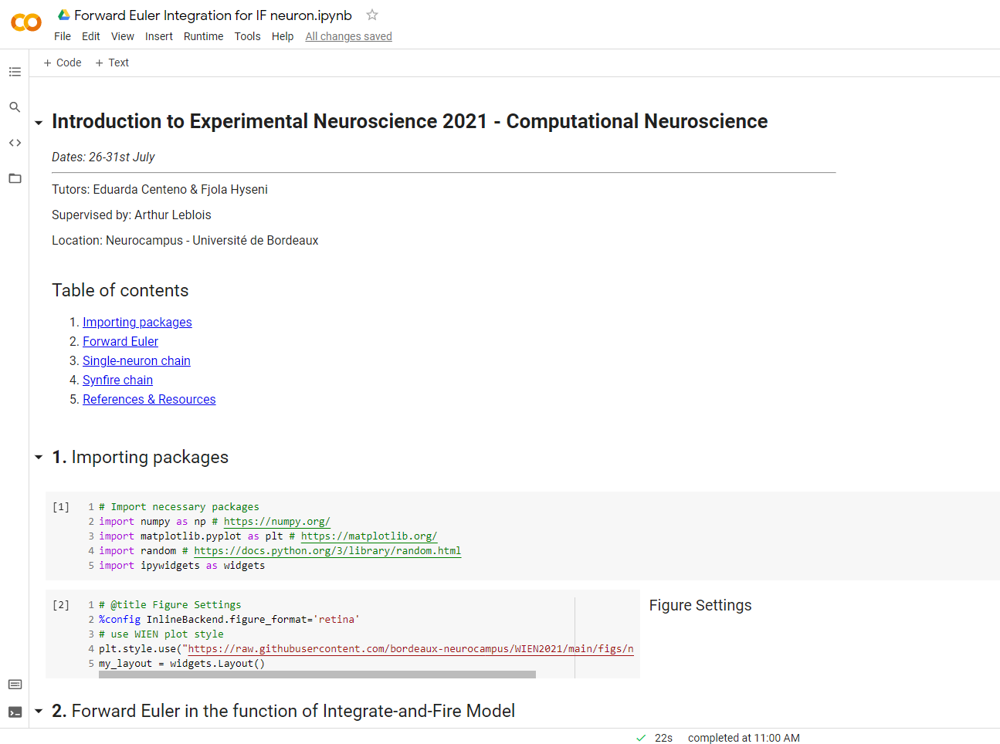 Forward Euler Integration for IF neuron.ipynb
File Edit View Insert Runtime Tools Help All changes saved
+ Code + Text
Introduction to Experimental Neuroscience 2021 - Computational Neuroscience
Dates: 26-31st July
Tutors: Eduarda Centeno & Fjola Hyseni
Supervised by: Arthur Leblois
Location: Neurocampus - Université de Bordeaux
Table of contents
1. Importing packages
2. Forward Euler
3. Single-neuron chain
4. Synfire chain
5. References & Resources
1. Importing packages
[1] 1 # Import necessary packages
2 import numpy as np # https://numpy.org/
3 import matplotlib.pyplot as plt # https://matplotlib.org/
4 import random # https://docs.python.org/3/library/random.html
5 import ipywidgets as widgets
[2] 1 # @title Figure Settings
2 %config InlineBackend.figure_format='retina'
3 # use WIEN plot style
4 plt.style.use("https://raw.githubusercontent.com/bordeaux-neurocampus/WIEN2021/main/figs/n
5 my_layout = widgets.Layout()
Figure Settings
2. Forward Euler in the function of Integrate-and-Fire Model
22s completed at 11:00 AM